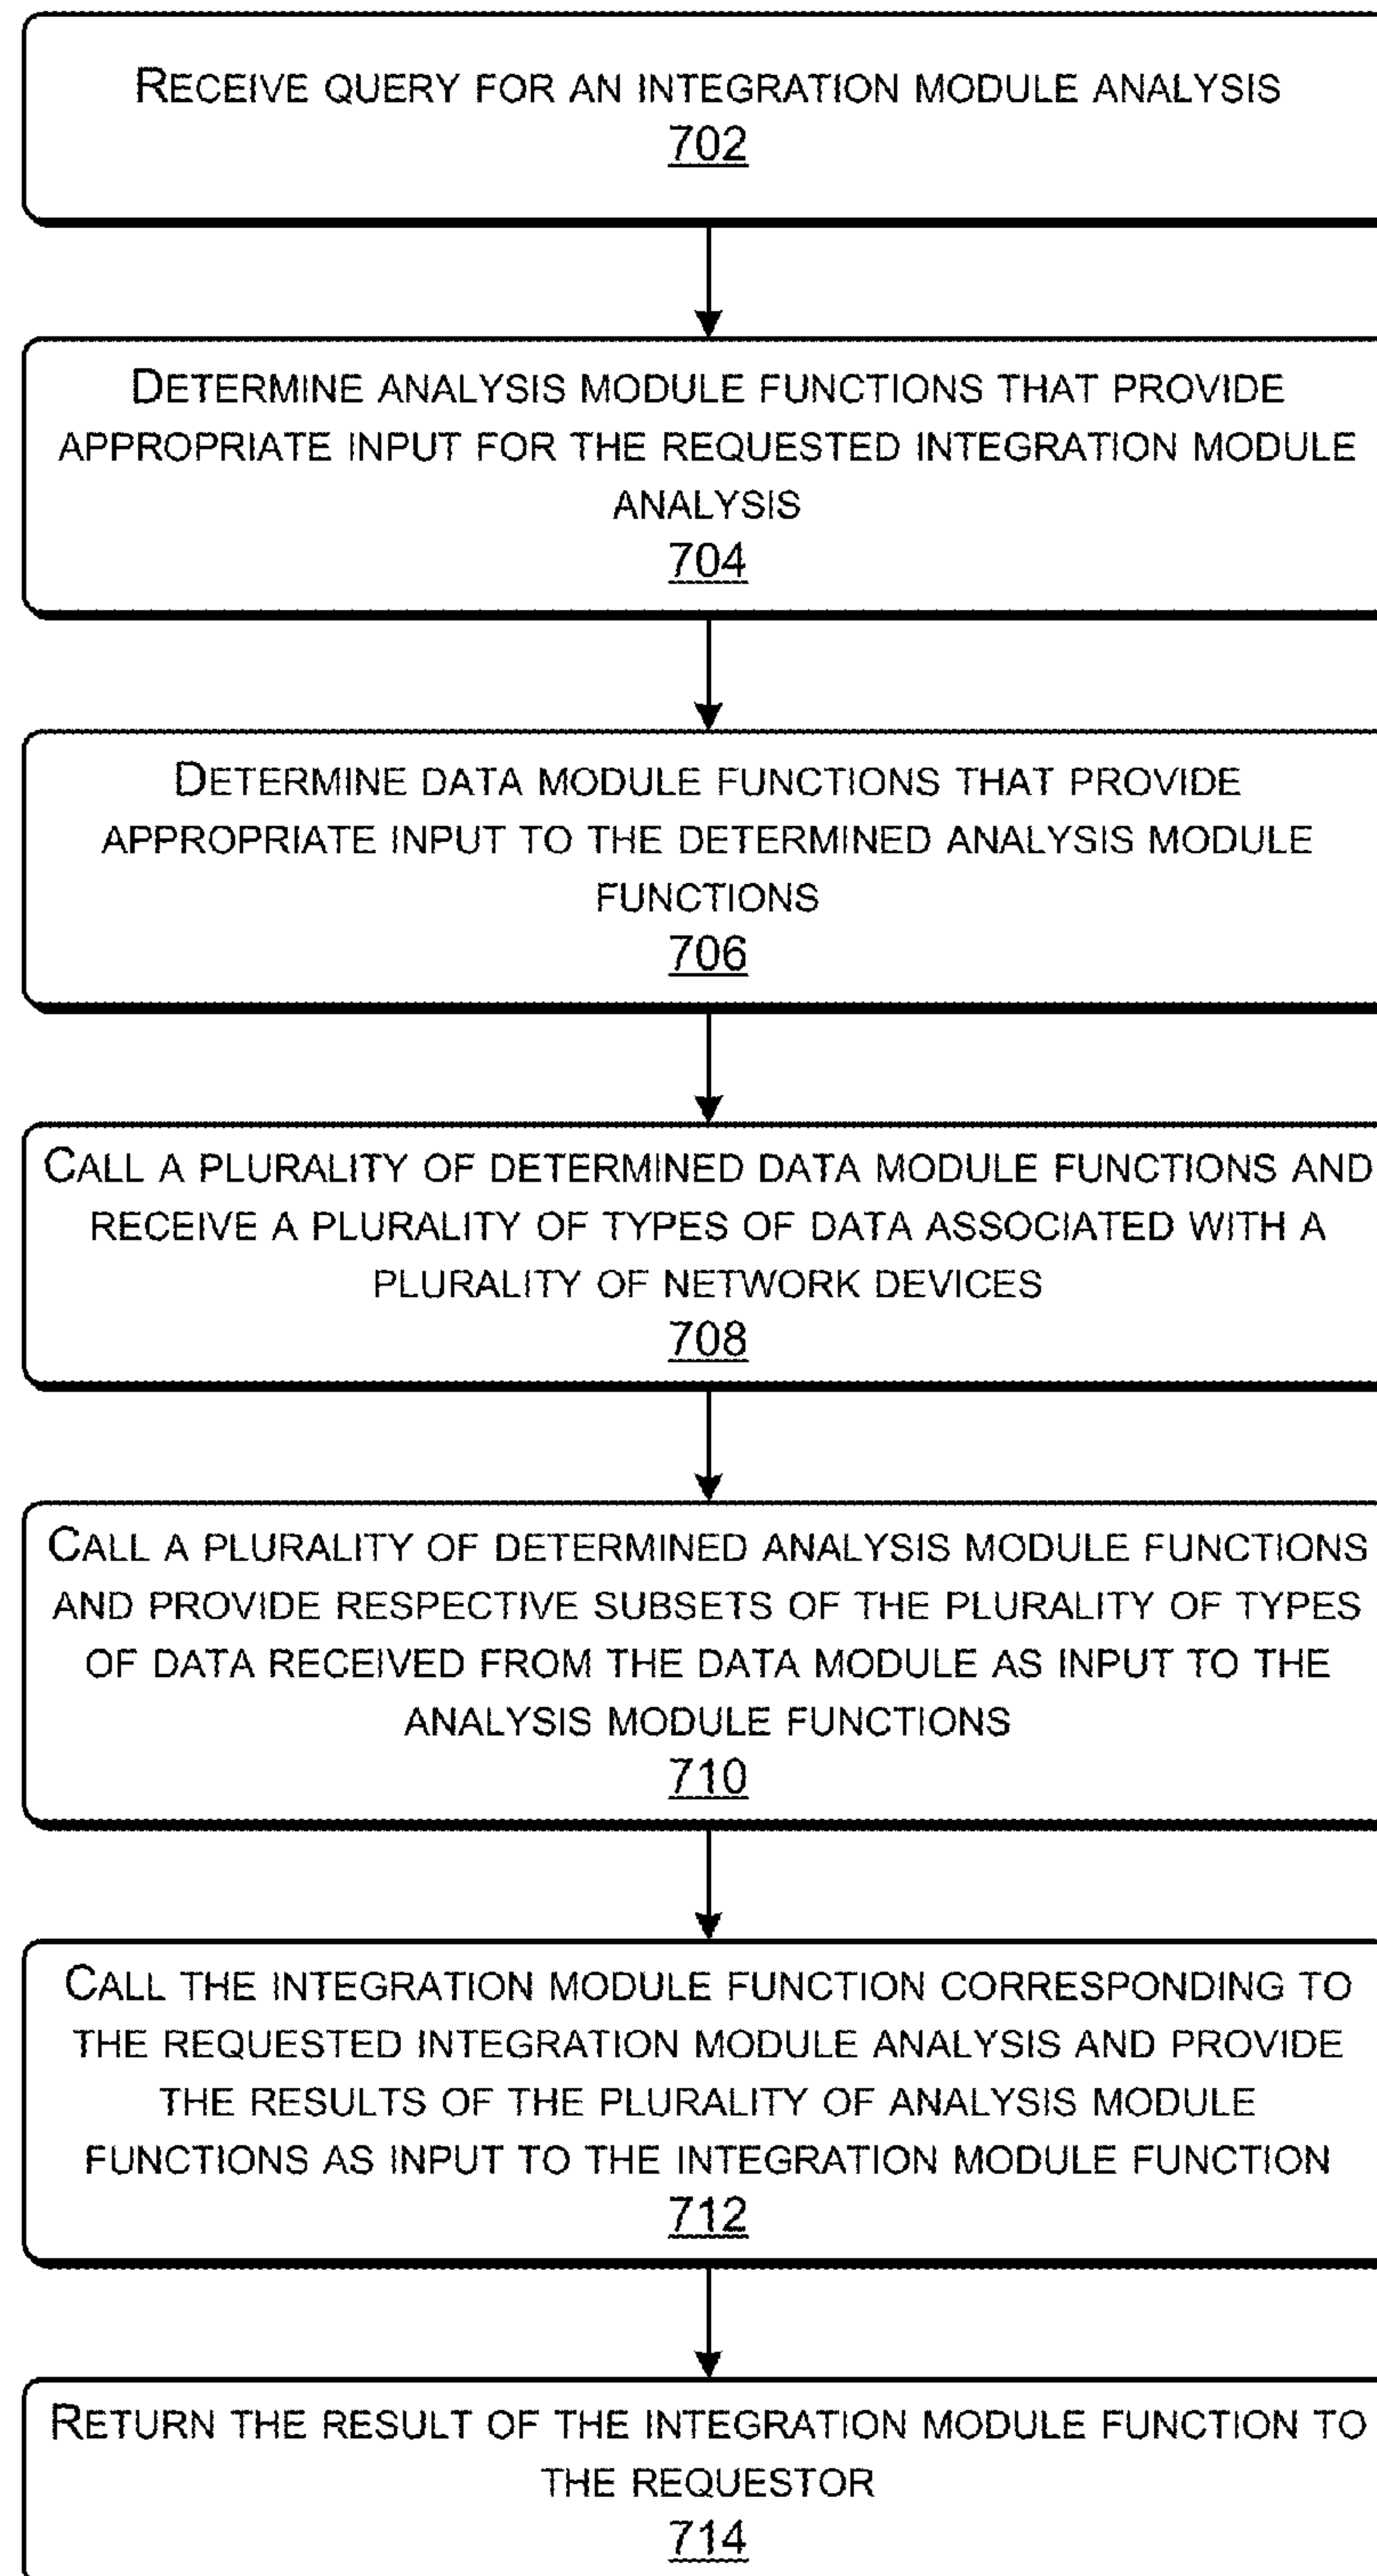 RECEIVE QUERY FOR AN INTEGRATION MODULE ANALYSIS
702
DETERMINE ANALYSIS MODULE FUNCTIONS THAT PROVIDE
APPROPRIATE INPUT FOR THE REQUESTED INTEGRATION MODULE
ANALYSIS
704
DETERMINE DATA MODULE FUNCTIONS THAT PROVIDE
APPROPRIATE INPUT TO THE DETERMINED ANALYSIS MODULE
FUNCTIONS
706
CALL A PLURALITY OF DETERMINED DATA MODULE FUNCTIONS AND
RECEIVE A PLURALITY OF TYPES OF DATA ASSOCIATED WITH A
PLURALITY OF NETWORK DEVICES
708
CALL A PLURALITY OF DETERMINED ANALYSIS MODULE FUNCTIONS
AND PROVIDE RESPECTIVE SUBSETS OF THE PLURALITY OF TYPES
OF DATA RECEIVED FROM THE DATA MODULE AS INPUT TO THE
ANALYSIS MODULE FUNCTIONS
710
CALL THE INTEGRATION MODULE FUNCTION CORRESPONDING TO
THE REQUESTED INTEGRATION MODULE ANALYSIS AND PROVIDE
THE RESULTS OF THE PLURALITY OF ANALYSIS MODULE
FUNCTIONS AS INPUT TO THE INTEGRATION MODULE FUNCTION
712
RETURN THE RESULT OF THE INTEGRATION MODULE FUNCTION TO
THE REQUESTOR
714